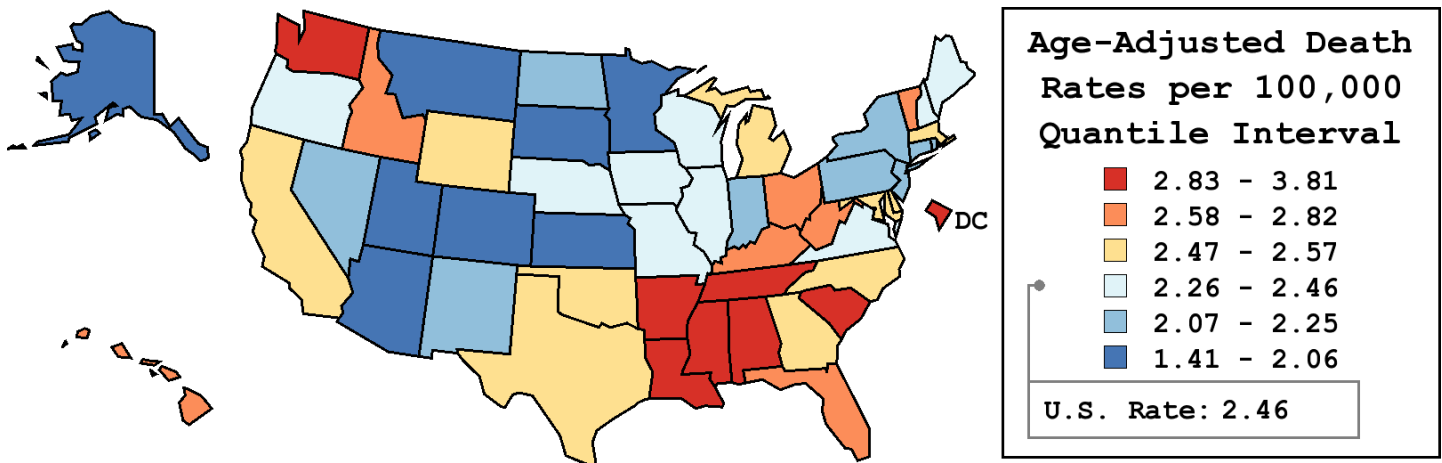 Age-Adjusted Death
Rates per 100,000
Quantile Interval
2.83 - 3.81
2.58 - 2.82
2.47 - 2.57
2.26 - 2.46
2.07 - 2.25
1.41 - 2.06
U.S. Rate: 2.46
DC